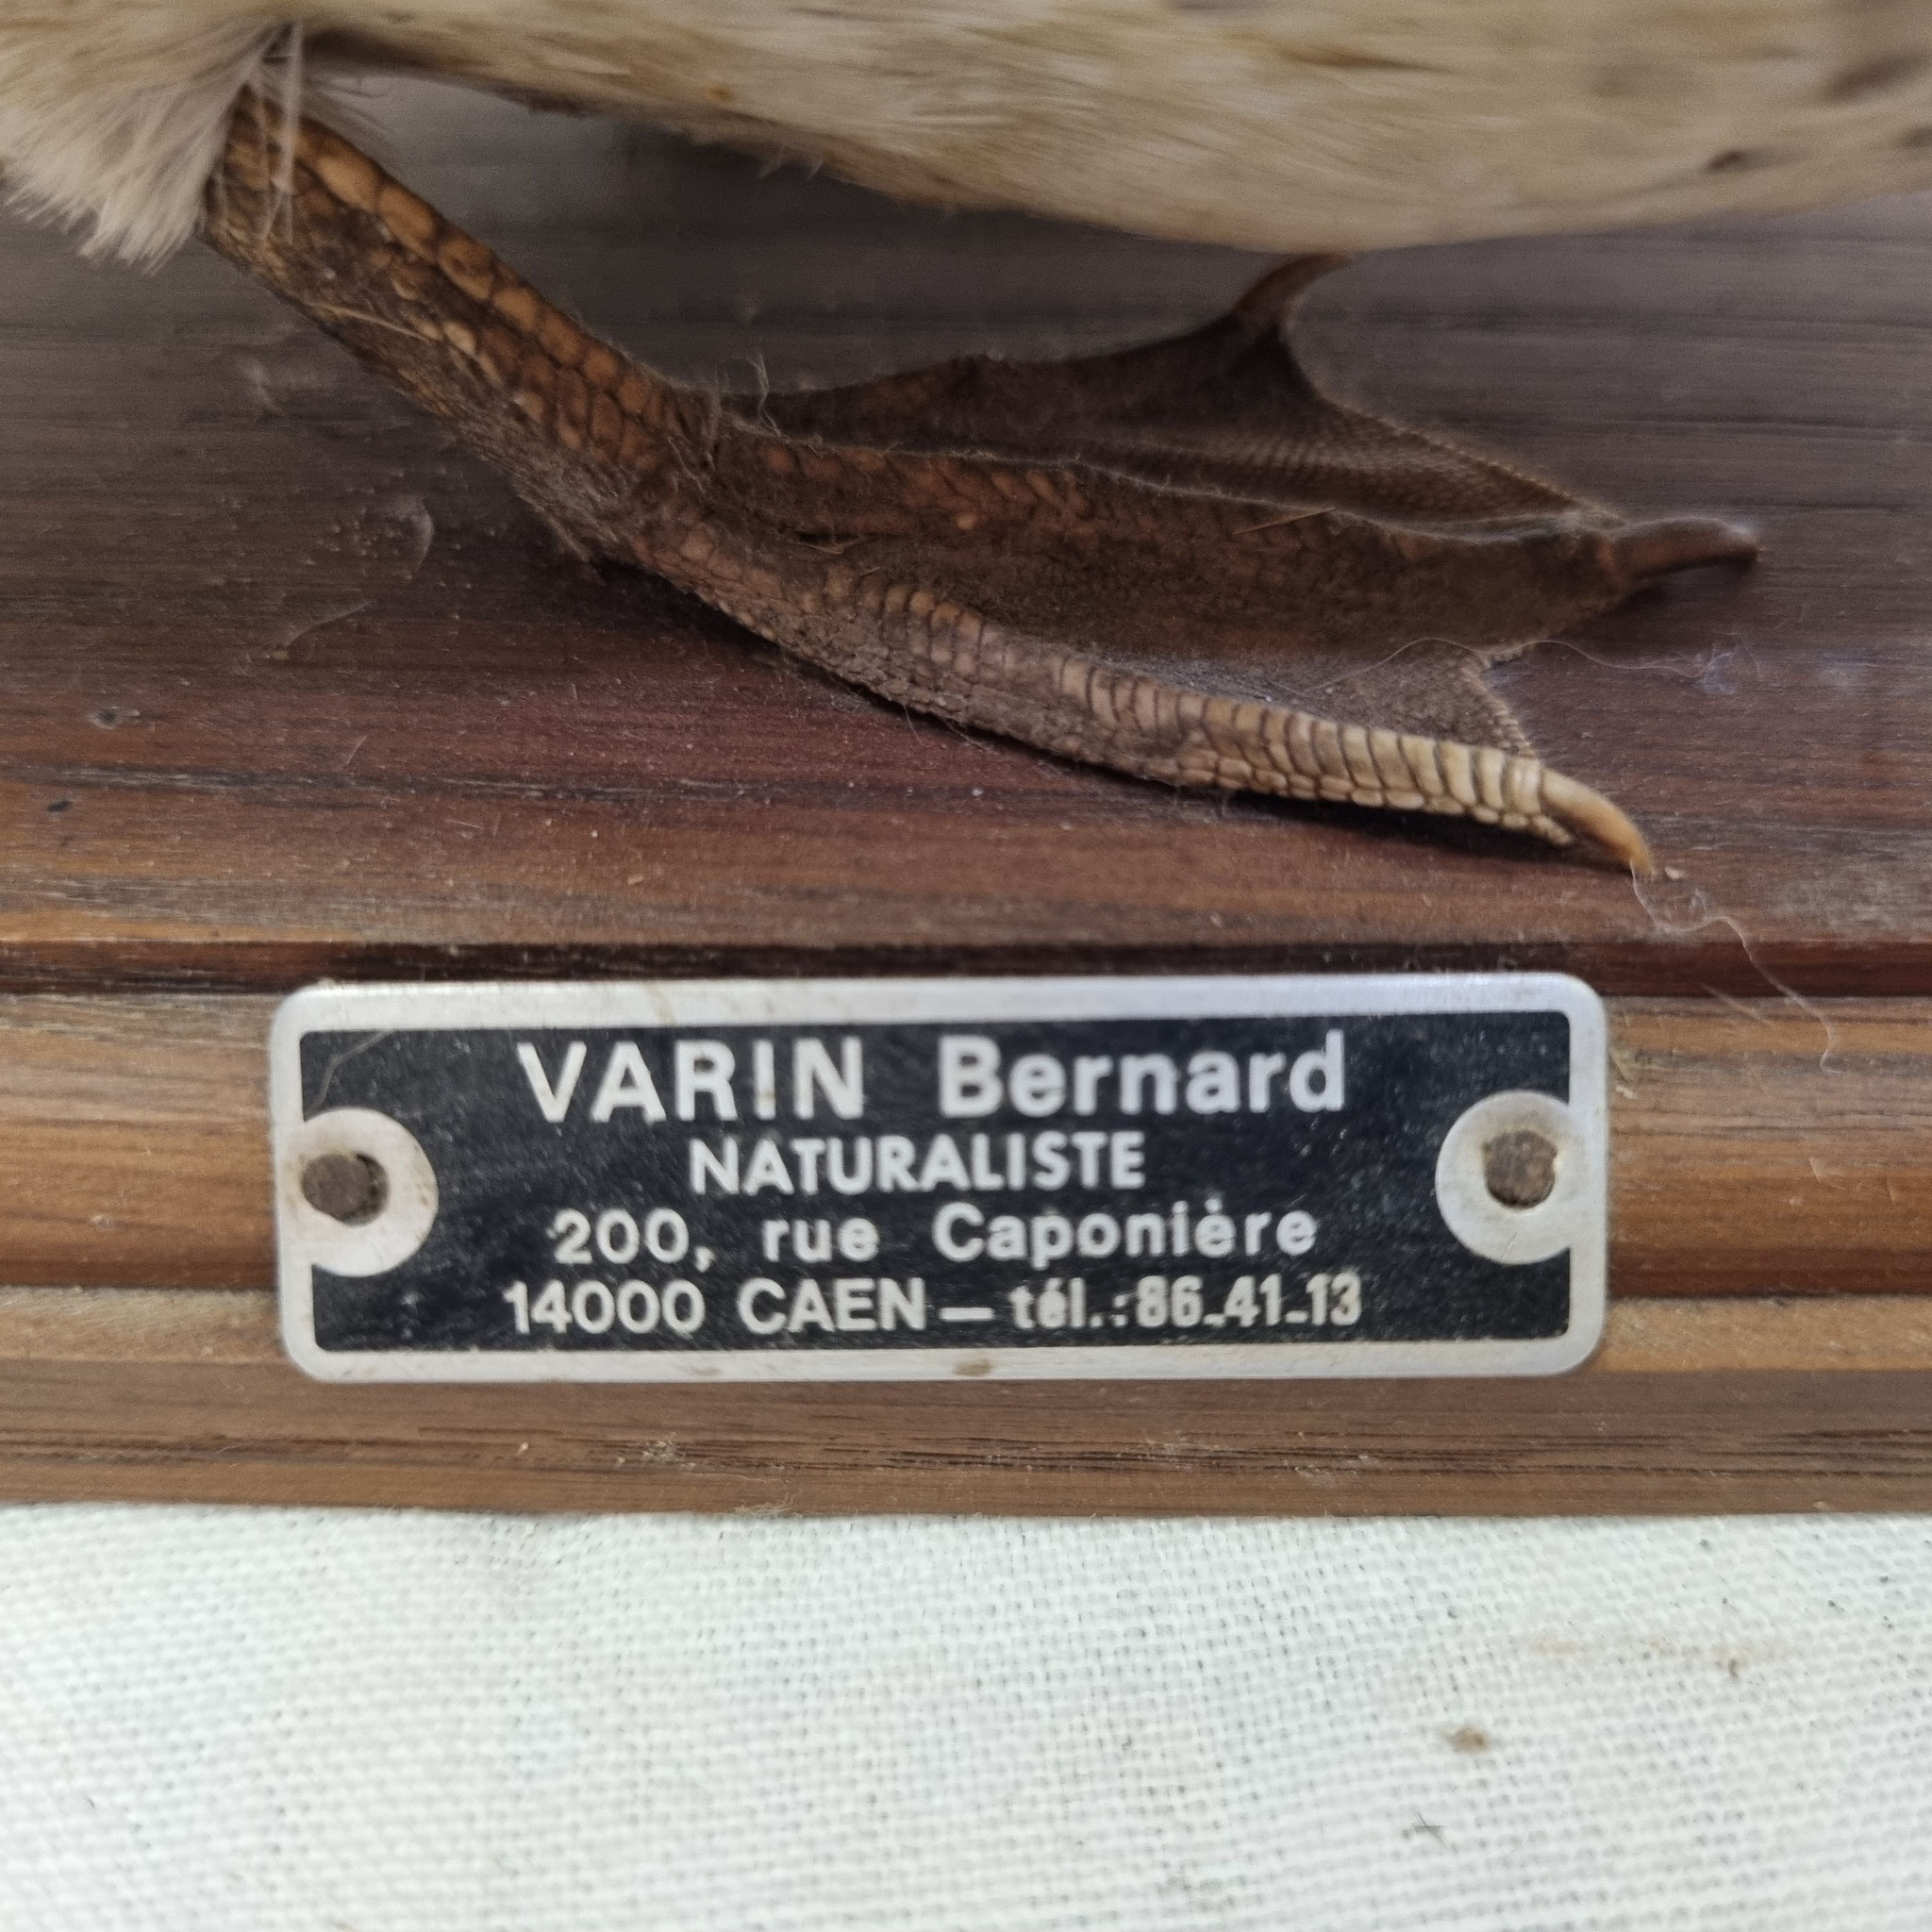 VARIN Bernard
NATURALISTE
200, rue Caponière
14000 CAEN — tél.:86-41-13